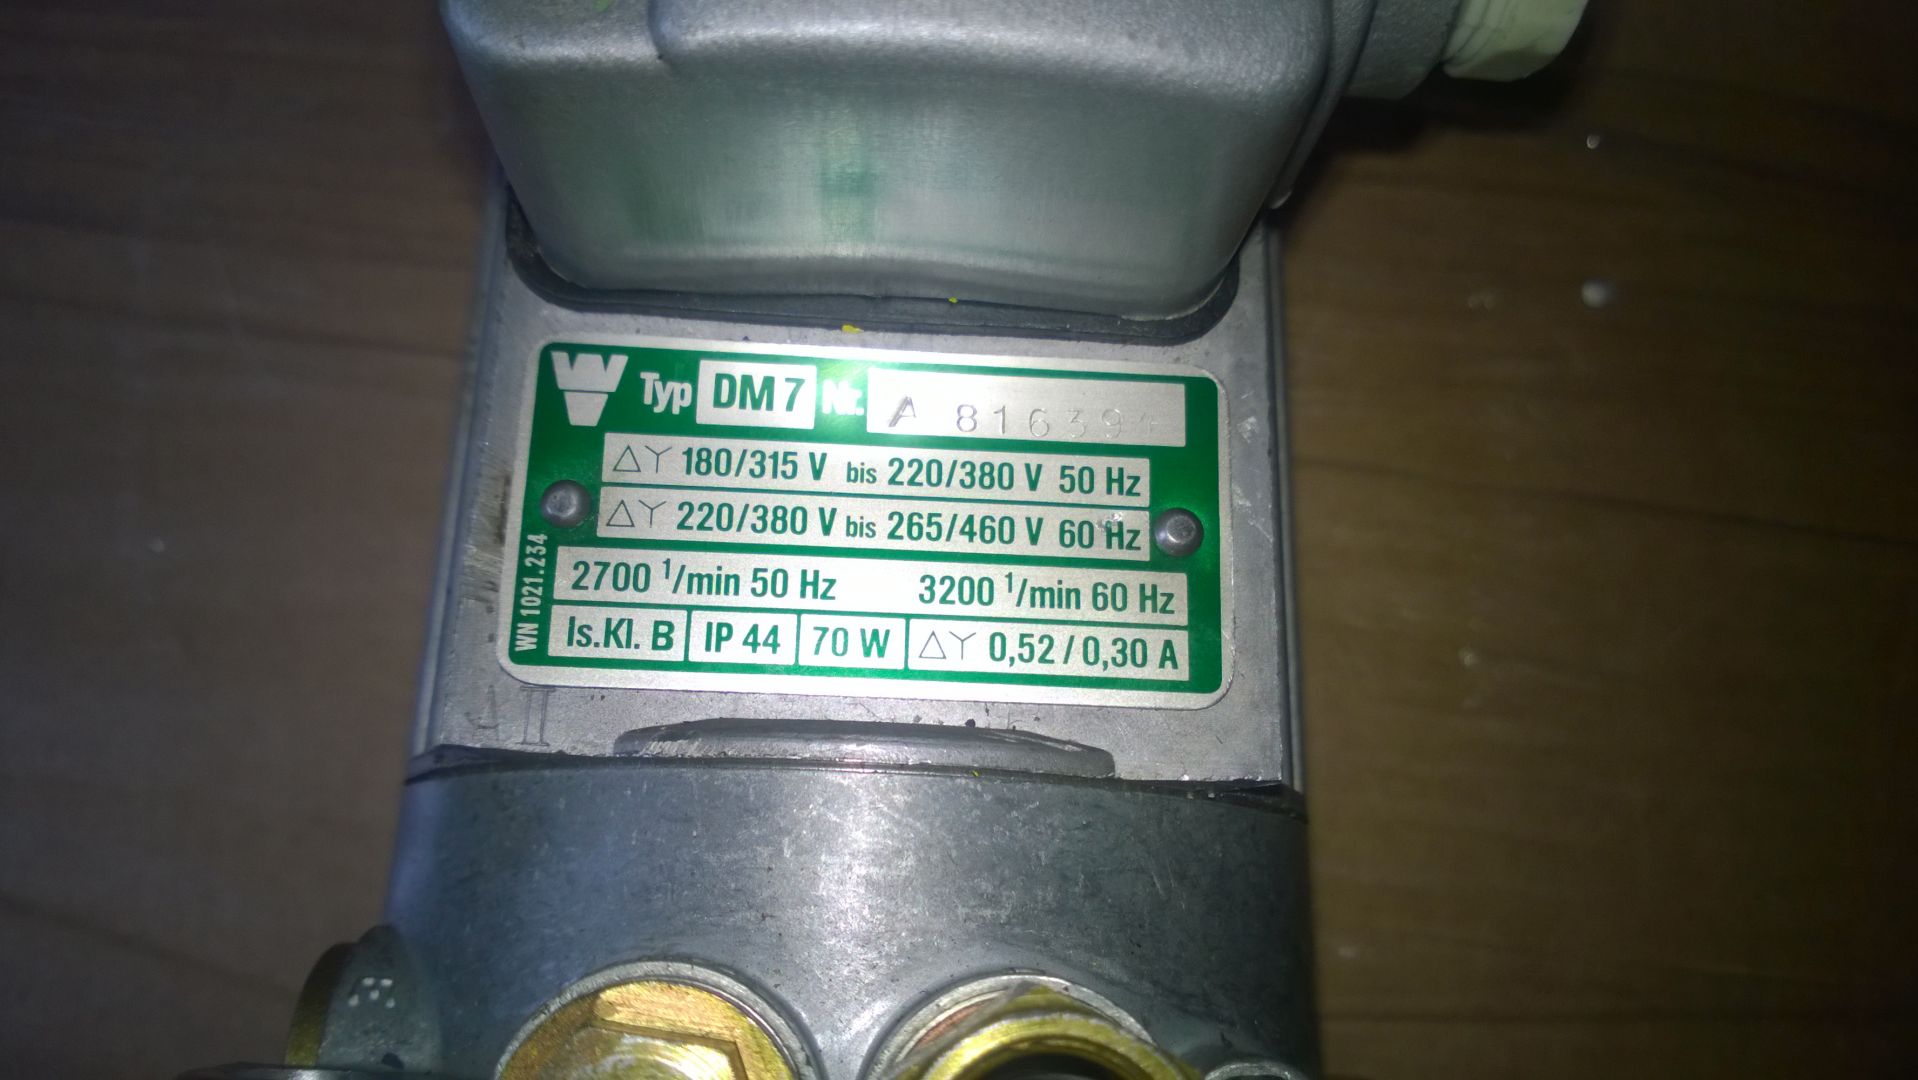 Typ DM 7 Nr. A 81639
△Y 180/315 V bis 220/380 V 50 Hz
△Y 220/380 V bis 265/460 V 60 Hz
2700 ¹/min 50 Hz 3200 ¹/min 60 Hz
Is.Kl. B IP 44 70 W △Y 0,52/0,30 A
WN 1021.234